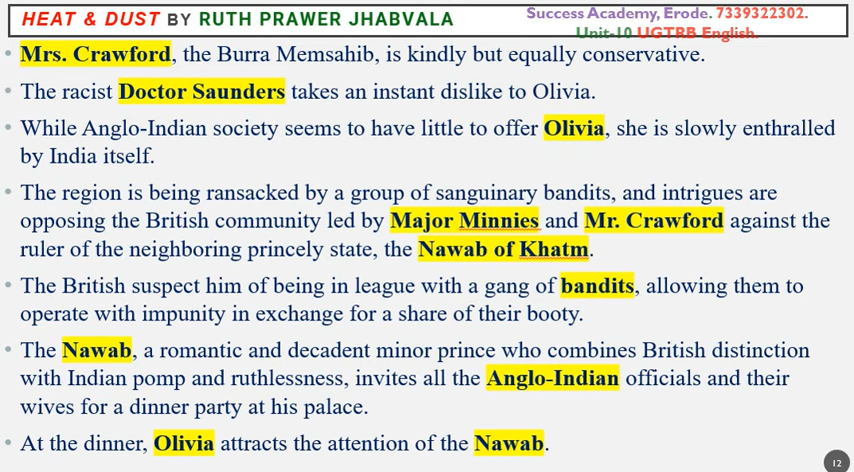 HEAT & DUST BY RUTH PRAWER JHABVALA
Success Academy, Erode. 7339322302.
Unit-10 UGTRB English.
• Mrs. Crawford, the Burra Memsahib, is kindly but equally conservative.
• The racist Doctor Saunders takes an instant dislike to Olivia.
• While Anglo-Indian society seems to have little to offer Olivia, she is slowly enthralled
by India itself.
• The region is being ransacked by a group of sanguinary bandits, and intrigues are
opposing the British community led by Major Minnies and Mr. Crawford against the
ruler of the neighboring princely state, the Nawab of Khatm.
• The British suspect him of being in league with a gang of bandits, allowing them to
operate with impunity in exchange for a share of their booty.
• The Nawab, a romantic and decadent minor prince who combines British distinction
with Indian pomp and ruthlessness, invites all the Anglo-Indian officials and their
wives for a dinner party at his palace.
• At the dinner, Olivia attracts the attention of the Nawab.
12